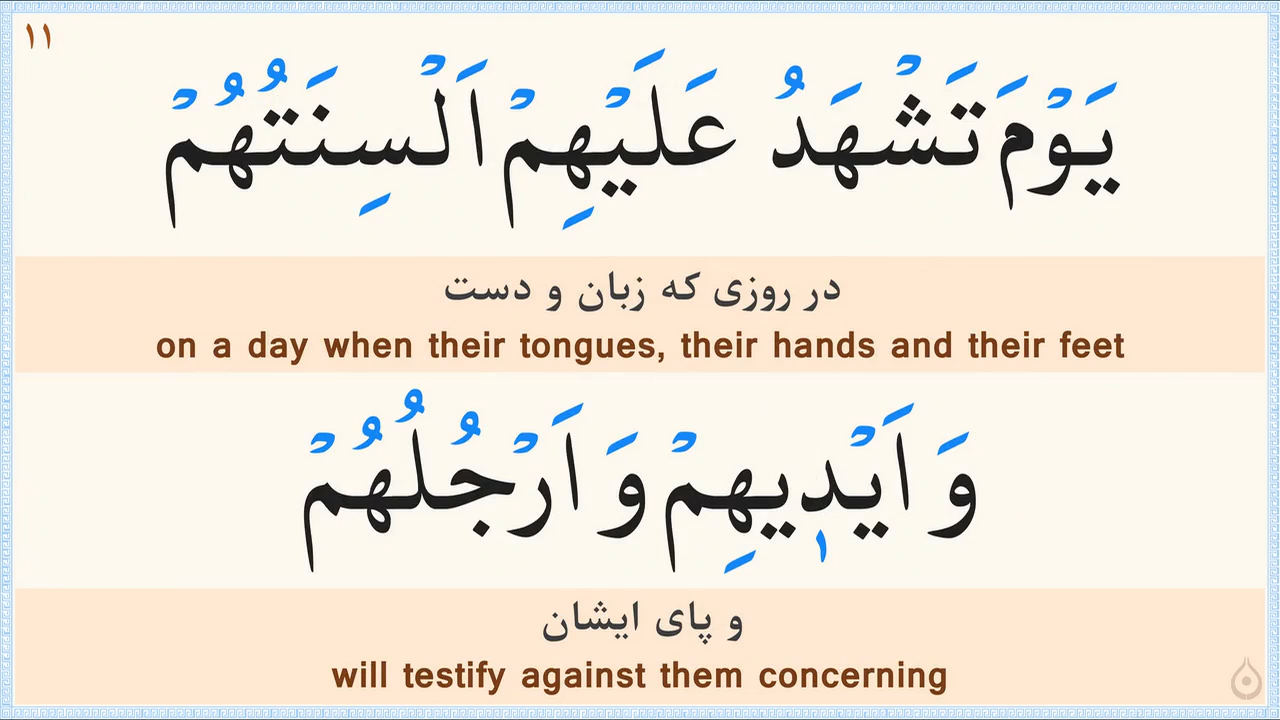 ۱۱
يَوْمَ تَشْهَدُ عَلَيْهِمْ اَلْسِنَتُهُمْ
در روزی که زبان و دست
on a day when their tongues, their hands and their feet
وَ اَيْدٖيهِمْ وَ اَرْجُلُهُمْ
و پای ایشان
will testify against them concerning